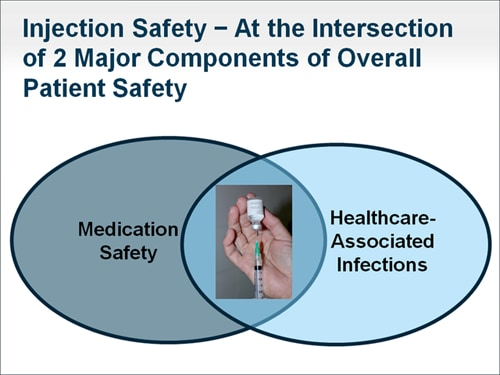 Injection Safety – At the Intersection
of 2 Major Components of Overall
Patient Safety
Medication
Safety
Healthcare-
Associated
Infections